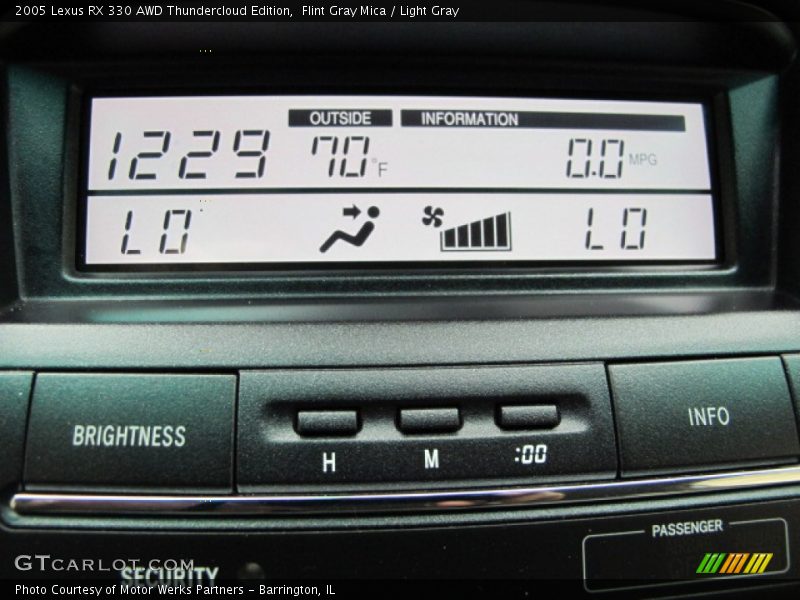 2005 Lexus RX 330 AWD Thundercloud Edition,  Flint Gray Mica / Light Gray
OUTSIDE INFORMATION
1229 70°F 0.0 MPG
LO LO
BRIGHTNESS H M :00 INFO
PASSENGER
GTCARLOT.COM
SECURITY
Photo Courtesy of Motor Werks Partners - Barrington, IL